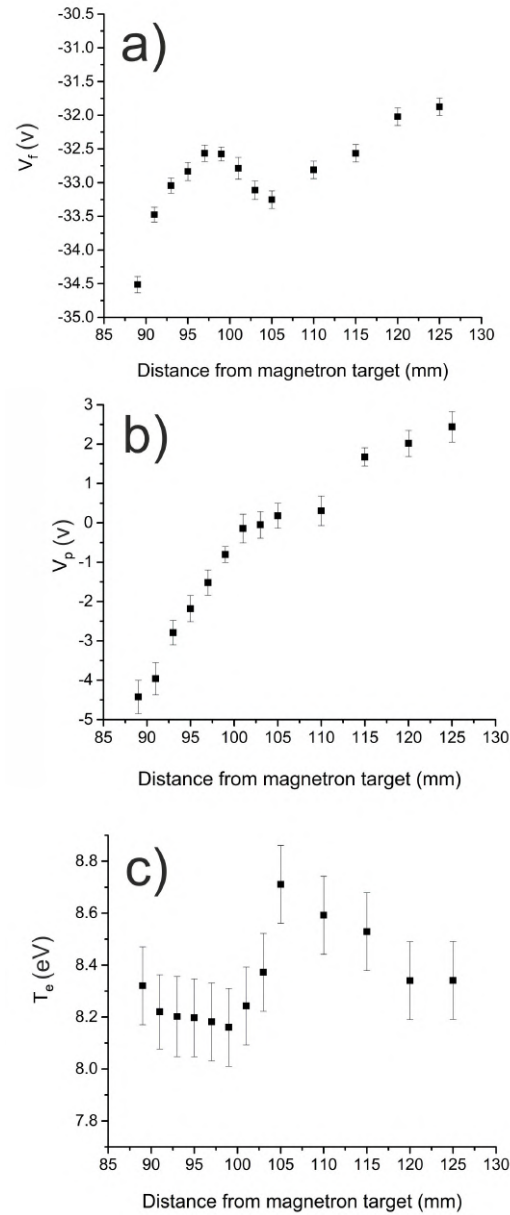 a)
-30.5
-31.0
-31.5
-32.0
-32.5
-33.0
-33.5
-34.0
-34.5
-35.0
V_f (v)
85 90 95 100 105 110 115 120 125 130
Distance from magnetron target (mm)
b)
3
2
1
0
-1
-2
-3
-4
-5
V_p (v)
85 90 95 100 105 110 115 120 125 130
Distance from magnetron target (mm)
c)
8.8
8.6
8.4
8.2
8.0
7.8
T_e (eV)
85 90 95 100 105 110 115 120 125 130
Distance from magnetron target (mm)